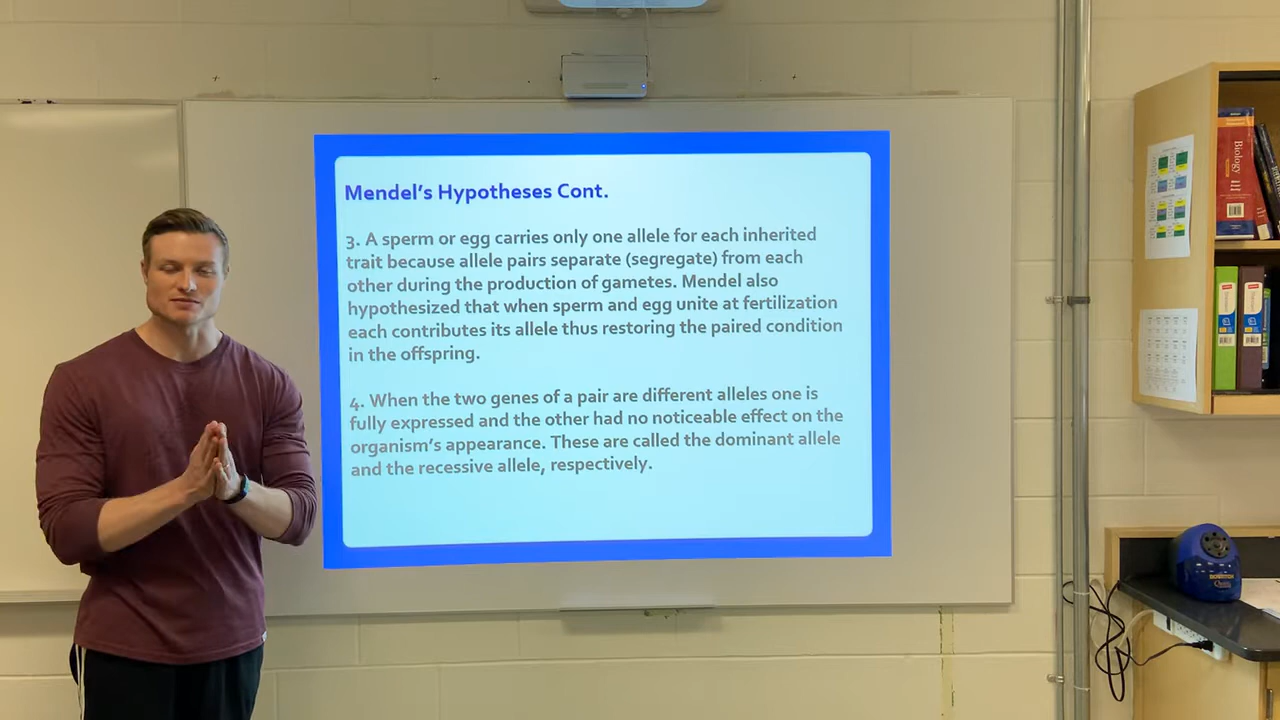 Mendel’s Hypotheses Cont.
3. A sperm or egg carries only one allele for each inherited
trait because allele pairs separate (segregate) from each
other during the production of gametes. Mendel also
hypothesized that when sperm and egg unite at fertilization
each contributes its allele thus restoring the paired condition
in the offspring.
4. When the two genes of a pair are different alleles one is
fully expressed and the other had no noticeable effect on the
organism’s appearance. These are called the dominant allele
and the recessive allele, respectively.
Biology
BOSTITCH